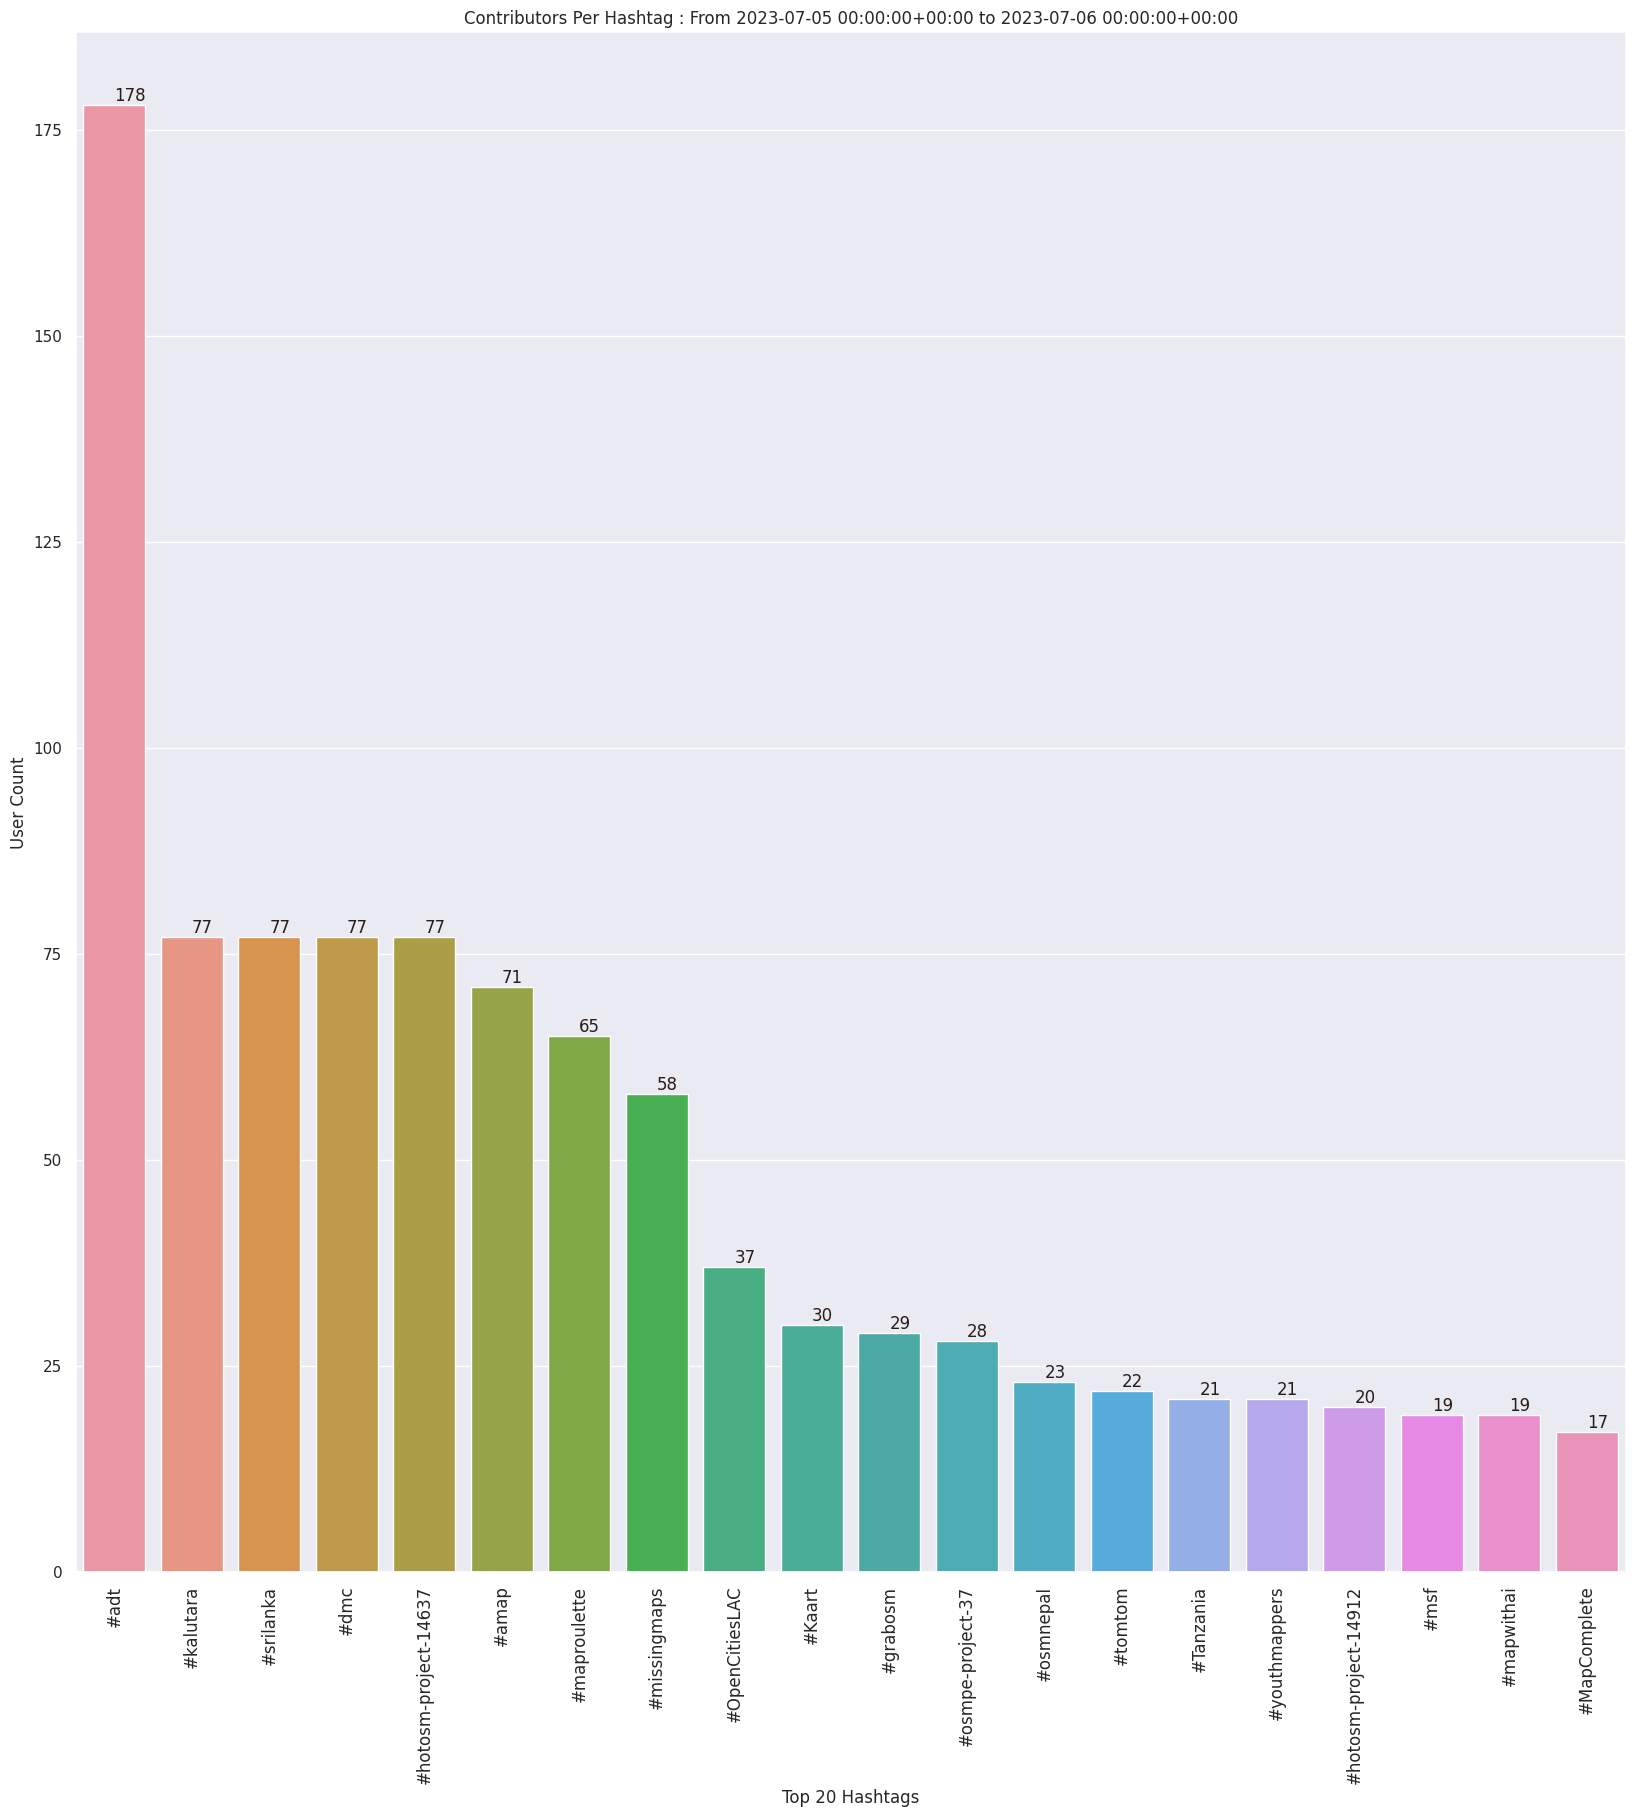 Contributors Per Hashtag : From 2023-07-05 00:00:00+00:00 to 2023-07-06 00:00:00+00:00
User Count
175
150
125
100
75
50
25
0
178
77
77
77
77
71
65
58
37
30
29
28
23
22
21
21
20
19
19
17
#adt
#kalutara
#srilanka
#dmc
#hotosm-project-14637
#amap
#maproulette
#missingmaps
#OpenCitiesLAC
#Kaart
#grabosm
#osmpe-project-37
#osmnepal
#tomtom
#Tanzania
#youthmappers
#hotosm-project-14912
#msf
#mapwithai
#MapComplete
Top 20 Hashtags